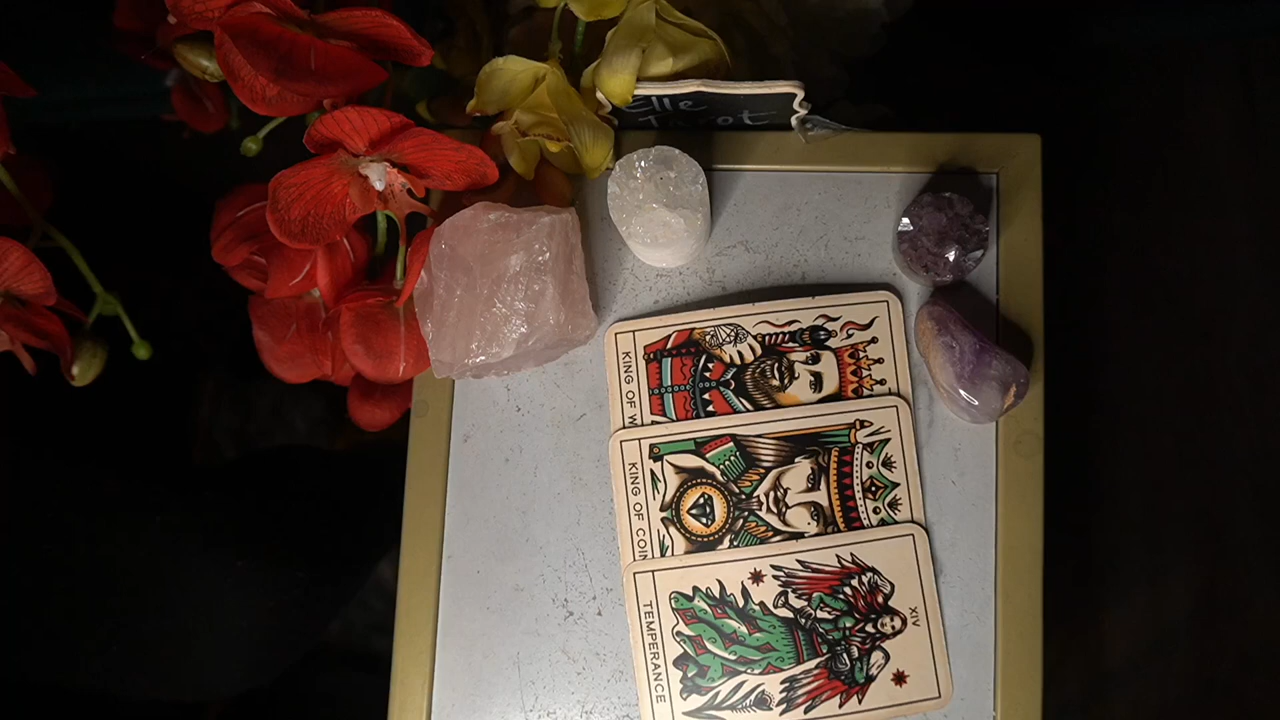 Elle
Tarot
KING OF W
KING OF COIN
XIV
TEMPERANCE